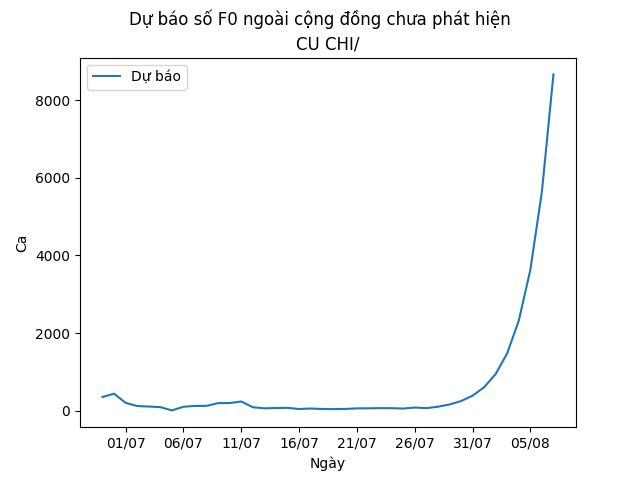 Dự báo số F0 ngoài cộng đồng chưa phát hiện
CU CHI/
Dự báo
8000
6000
4000
2000
0
Ca
01/07 06/07 11/07 16/07 21/07 26/07 31/07 05/08
Ngày